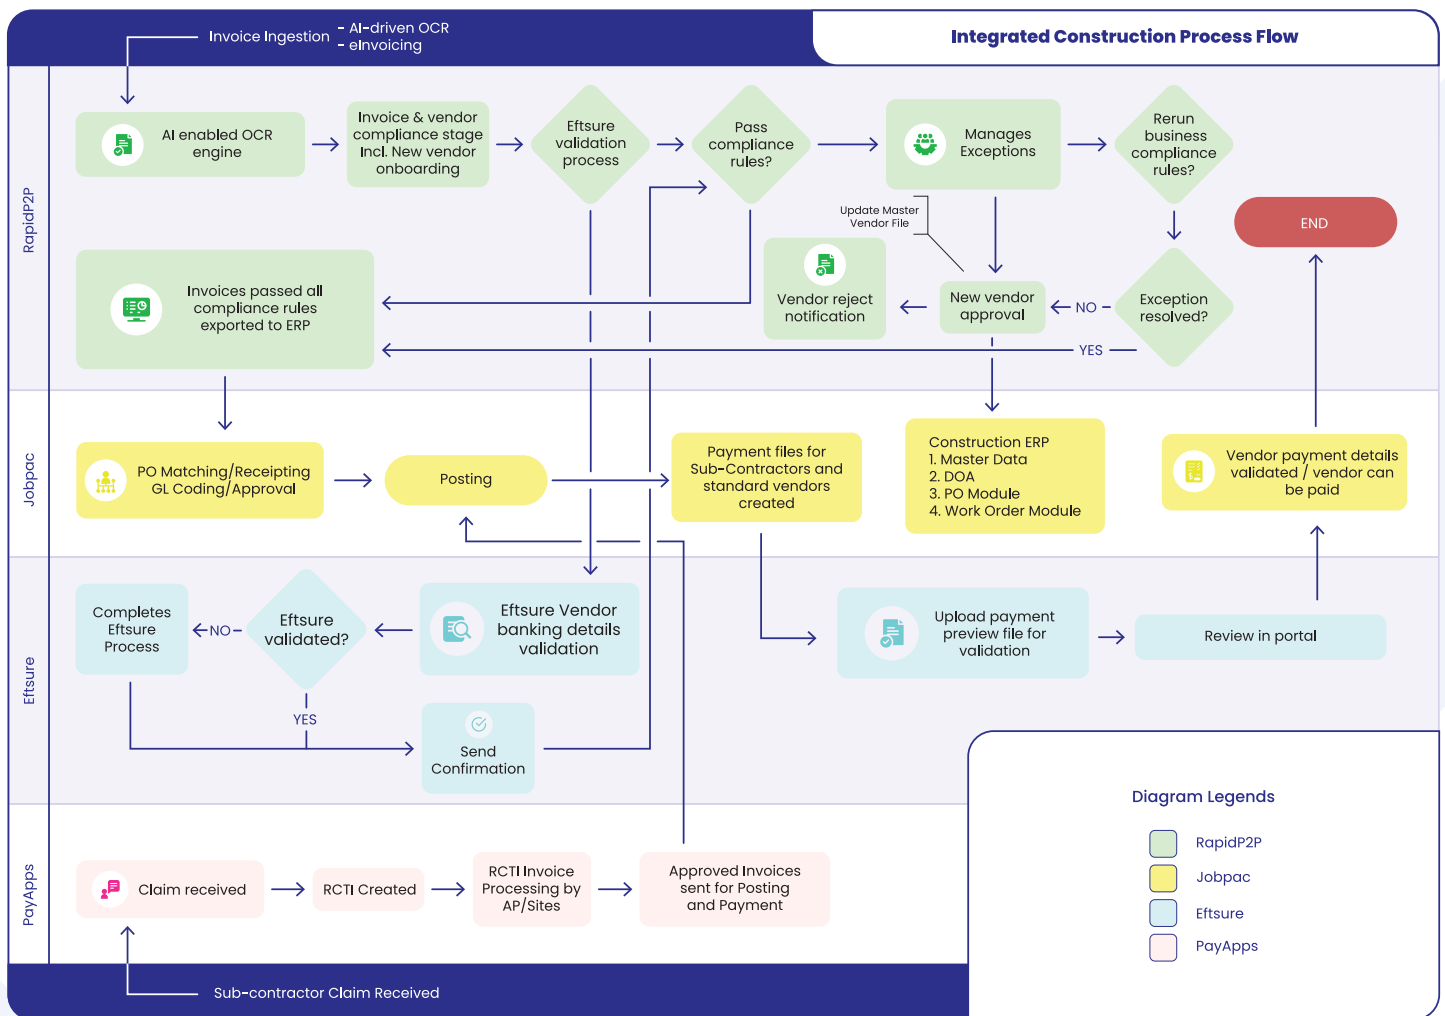 Invoice Ingestion
- AI-driven OCR
- eInvoicing
Integrated Construction Process Flow
RapidP2P
AI enabled OCR
engine
Invoice & vendor
compliance stage
Incl. New vendor
onboarding
Eftsure
validation
process
Pass
compliance
rules?
Manages
Exceptions
Rerun
business
compliance
rules?
Update Master
Vendor File
END
Invoices passed all
compliance rules
exported to ERP
Vendor reject
notification
New vendor
approval
NO
Exception
resolved?
YES
Jobpac
PO Matching/Receipting
GL Coding/Approval
Posting
Payment files for
Sub-Contractors and
standard vendors
created
Construction ERP
1. Master Data
2. DOA
3. PO Module
4. Work Order Module
Vendor payment details
validated / vendor can
be paid
Eftsure
Completes
Eftsure
Process
NO
Eftsure
validated?
Eftsure Vendor
banking details
validation
Upload payment
preview file for
validation
Review in portal
YES
Send
Confirmation
PayApps
Claim received
RCTI Created
RCTI Invoice
Processing by
AP/Sites
Approved Invoices
sent for Posting
and Payment
Sub-contractor Claim Received
Diagram Legends
RapidP2P
Jobpac
Eftsure
PayApps